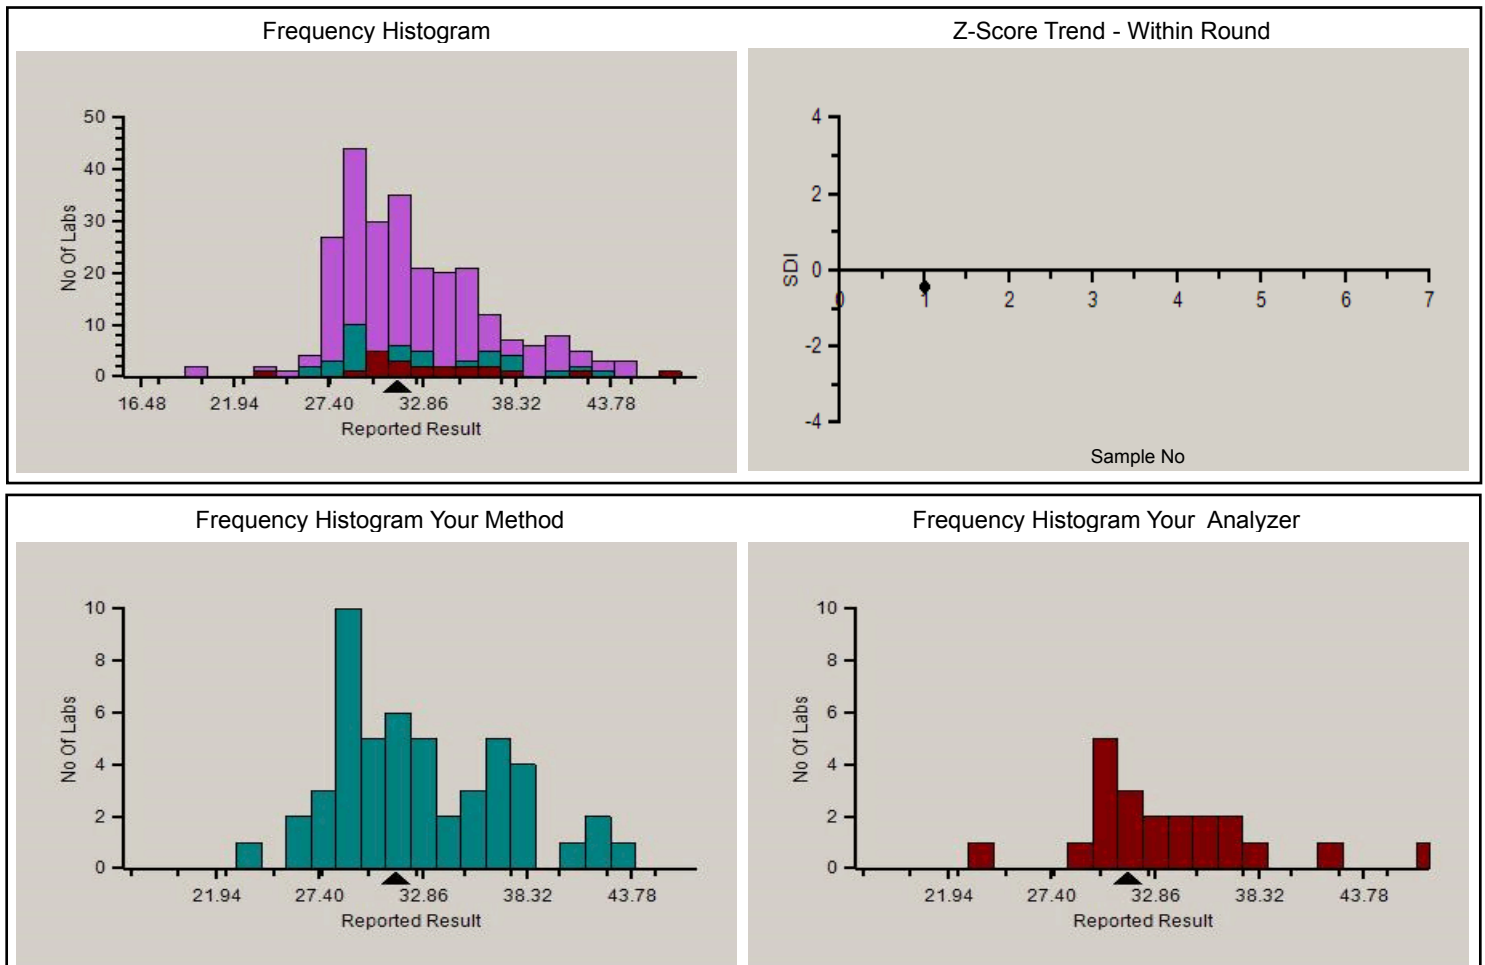 Frequency Histogram
50
40
30
20
10
0
No Of Labs
16.48 21.94 27.40 32.86 38.32 43.78
Reported Result
Z-Score Trend - Within Round
4
2
0
-2
-4
SDI
0 1 2 3 4 5 6 7
Sample No
Frequency Histogram Your Method
10
8
6
4
2
0
No Of Labs
21.94 27.40 32.86 38.32 43.78
Reported Result
Frequency Histogram Your Analyzer
10
8
6
4
2
0
No Of Labs
21.94 27.40 32.86 38.32 43.78
Reported Result